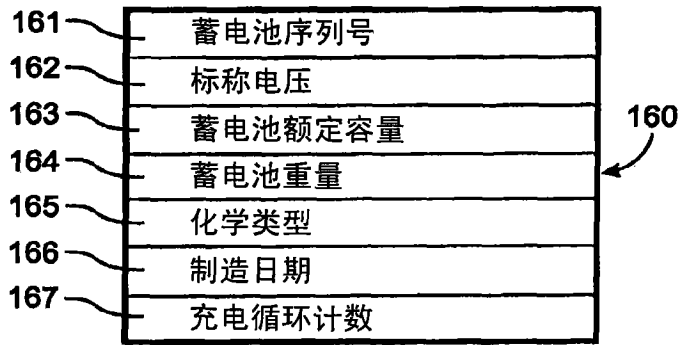 161 蓄电池序列号
162 标称电压
163 蓄电池额定容量
160
164 蓄电池重量
165 化学类型
166 制造日期
167 充电循环计数